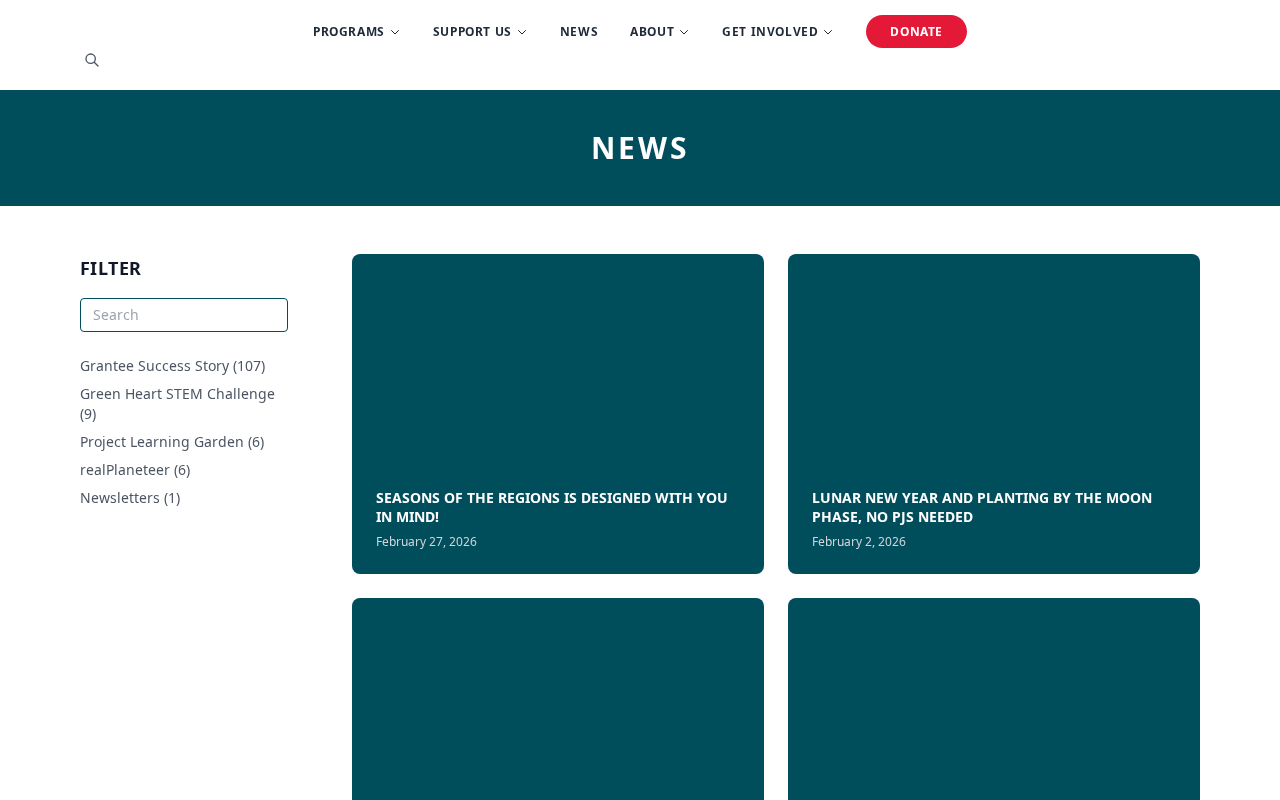 PROGRAMS
SUPPORT US
NEWS
ABOUT
GET INVOLVED
DONATE
NEWS
FILTER
Search
Grantee Success Story (107)
Green Heart STEM Challenge
(9)
Project Learning Garden (6)
realPlaneteer (6)
Newsletters (1)
SEASONS OF THE REGIONS IS DESIGNED WITH YOU
IN MIND!
February 27, 2026
LUNAR NEW YEAR AND PLANTING BY THE MOON
PHASE, NO PJS NEEDED
February 2, 2026